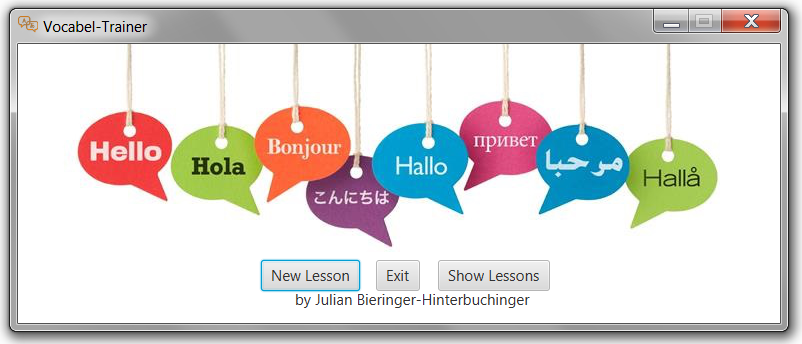 Vocabel-Trainer
Hello
Hola
Bonjour
こんにちは
Hallo
привет
مرحبا
Hallå
New Lesson Exit Show Lessons
by Julian Bieringer-Hinterbuchinger